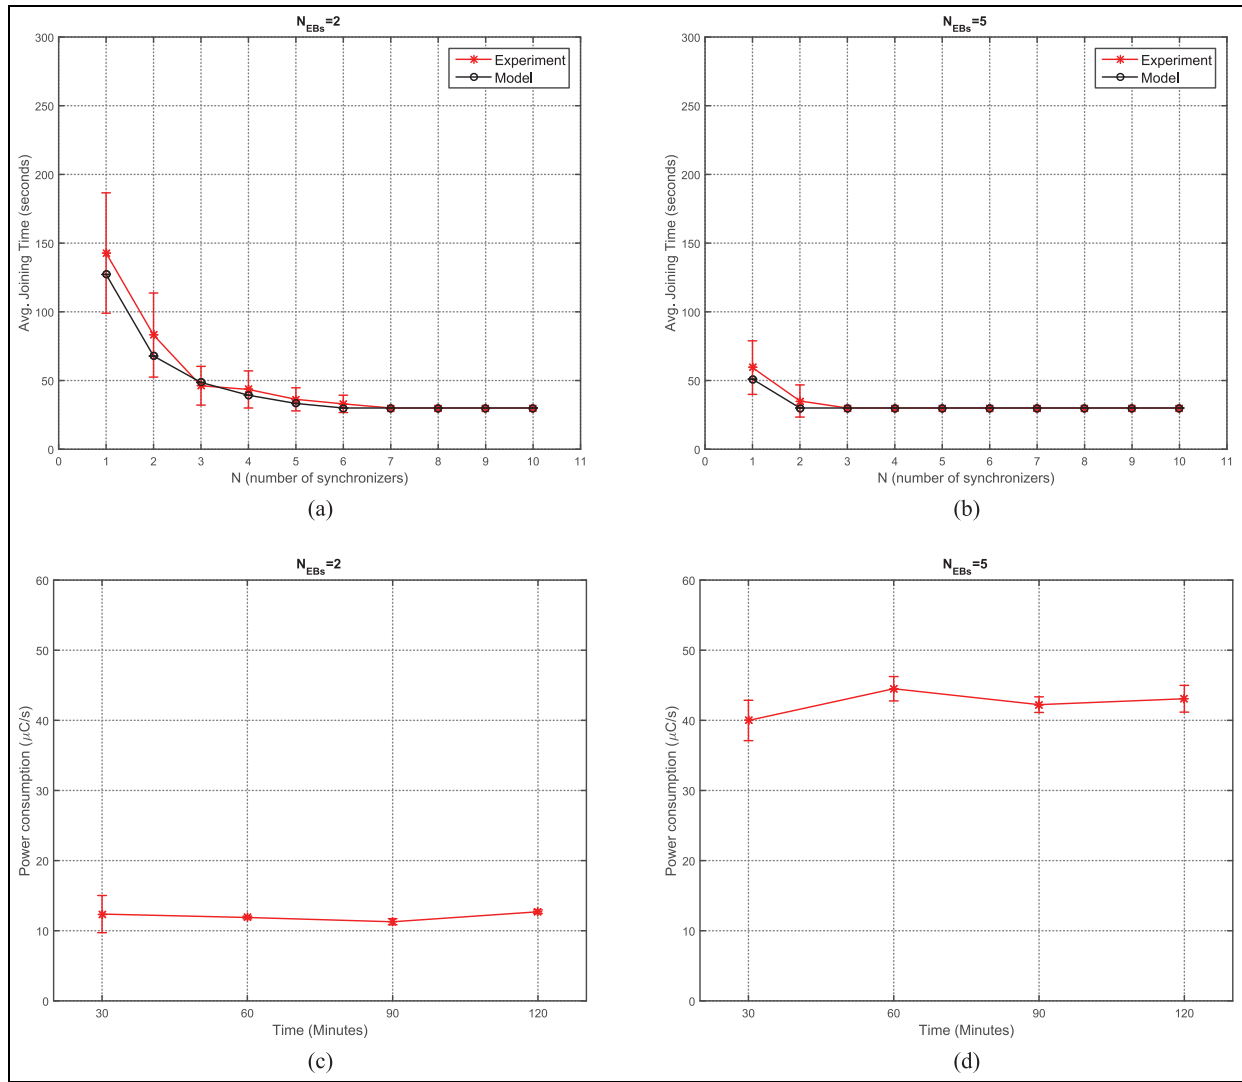 N_EBs=2
300
250
200
150
100
50
0
Avg. Joining Time (seconds)
Experiment
Model
0 1 2 3 4 5 6 7 8 9 10 11
N (number of synchronizers)
(a)
N_EBs=5
300
250
200
150
100
50
0
Avg. Joining Time (seconds)
Experiment
Model
0 1 2 3 4 5 6 7 8 9 10 11
N (number of synchronizers)
(b)
N_EBs=2
60
50
40
30
20
10
0
Power consumption (μC/s)
30 60 90 120
Time (Minutes)
(c)
N_EBs=5
60
50
40
30
20
10
0
Power consumption (μC/s)
30 60 90 120
Time (Minutes)
(d)